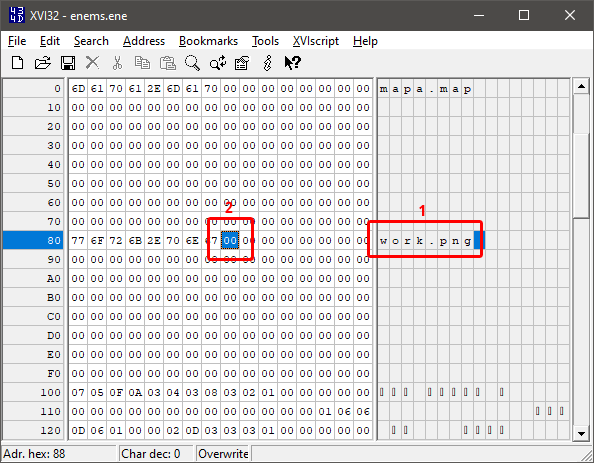 XVI32 - enems.ene
File Edit Search Address Bookmarks Tools XVIscript Help
0 6D 61 70 61 2E 6D 61 70 00 00 00 00 00 00 00 00 mapa.map
10 00 00 00 00 00 00 00 00 00 00 00 00 00 00 00 00
20 00 00 00 00 00 00 00 00 00 00 00 00 00 00 00 00
30 00 00 00 00 00 00 00 00 00 00 00 00 00 00 00 00
40 00 00 00 00 00 00 00 00 00 00 00 00 00 00 00 00
50 00 00 00 00 00 00 00 00 00 00 00 00 00 00 00 00
60 00 00 00 00 00 00 00 00 00 00 00 00 00 00 00 00
70 00 00 00 00 00 00 00 00 00 00 00 00 00 00 00 00
2 1
80 77 6F 72 6B 2E 70 6E 67 00 00 00 00 00 00 00 00 work.png
90 00 00 00 00 00 00 00 00 00 00 00 00 00 00 00 00
A0 00 00 00 00 00 00 00 00 00 00 00 00 00 00 00 00
B0 00 00 00 00 00 00 00 00 00 00 00 00 00 00 00 00
C0 00 00 00 00 00 00 00 00 00 00 00 00 00 00 00 00
D0 00 00 00 00 00 00 00 00 00 00 00 00 00 00 00 00
E0 00 00 00 00 00 00 00 00 00 00 00 00 00 00 00 00
F0 00 00 00 00 00 00 00 00 00 00 00 00 00 00 00 00
100 07 05 0F 0A 03 04 03 08 03 02 01 00 00 00 00 00
110 00 00 00 00 00 00 00 00 00 00 00 00 00 01 06 06
120 0D 06 01 00 00 02 0D 03 03 03 01 00 00 00 00 00
Adr. hex: 88 Char dec: 0 Overwrite